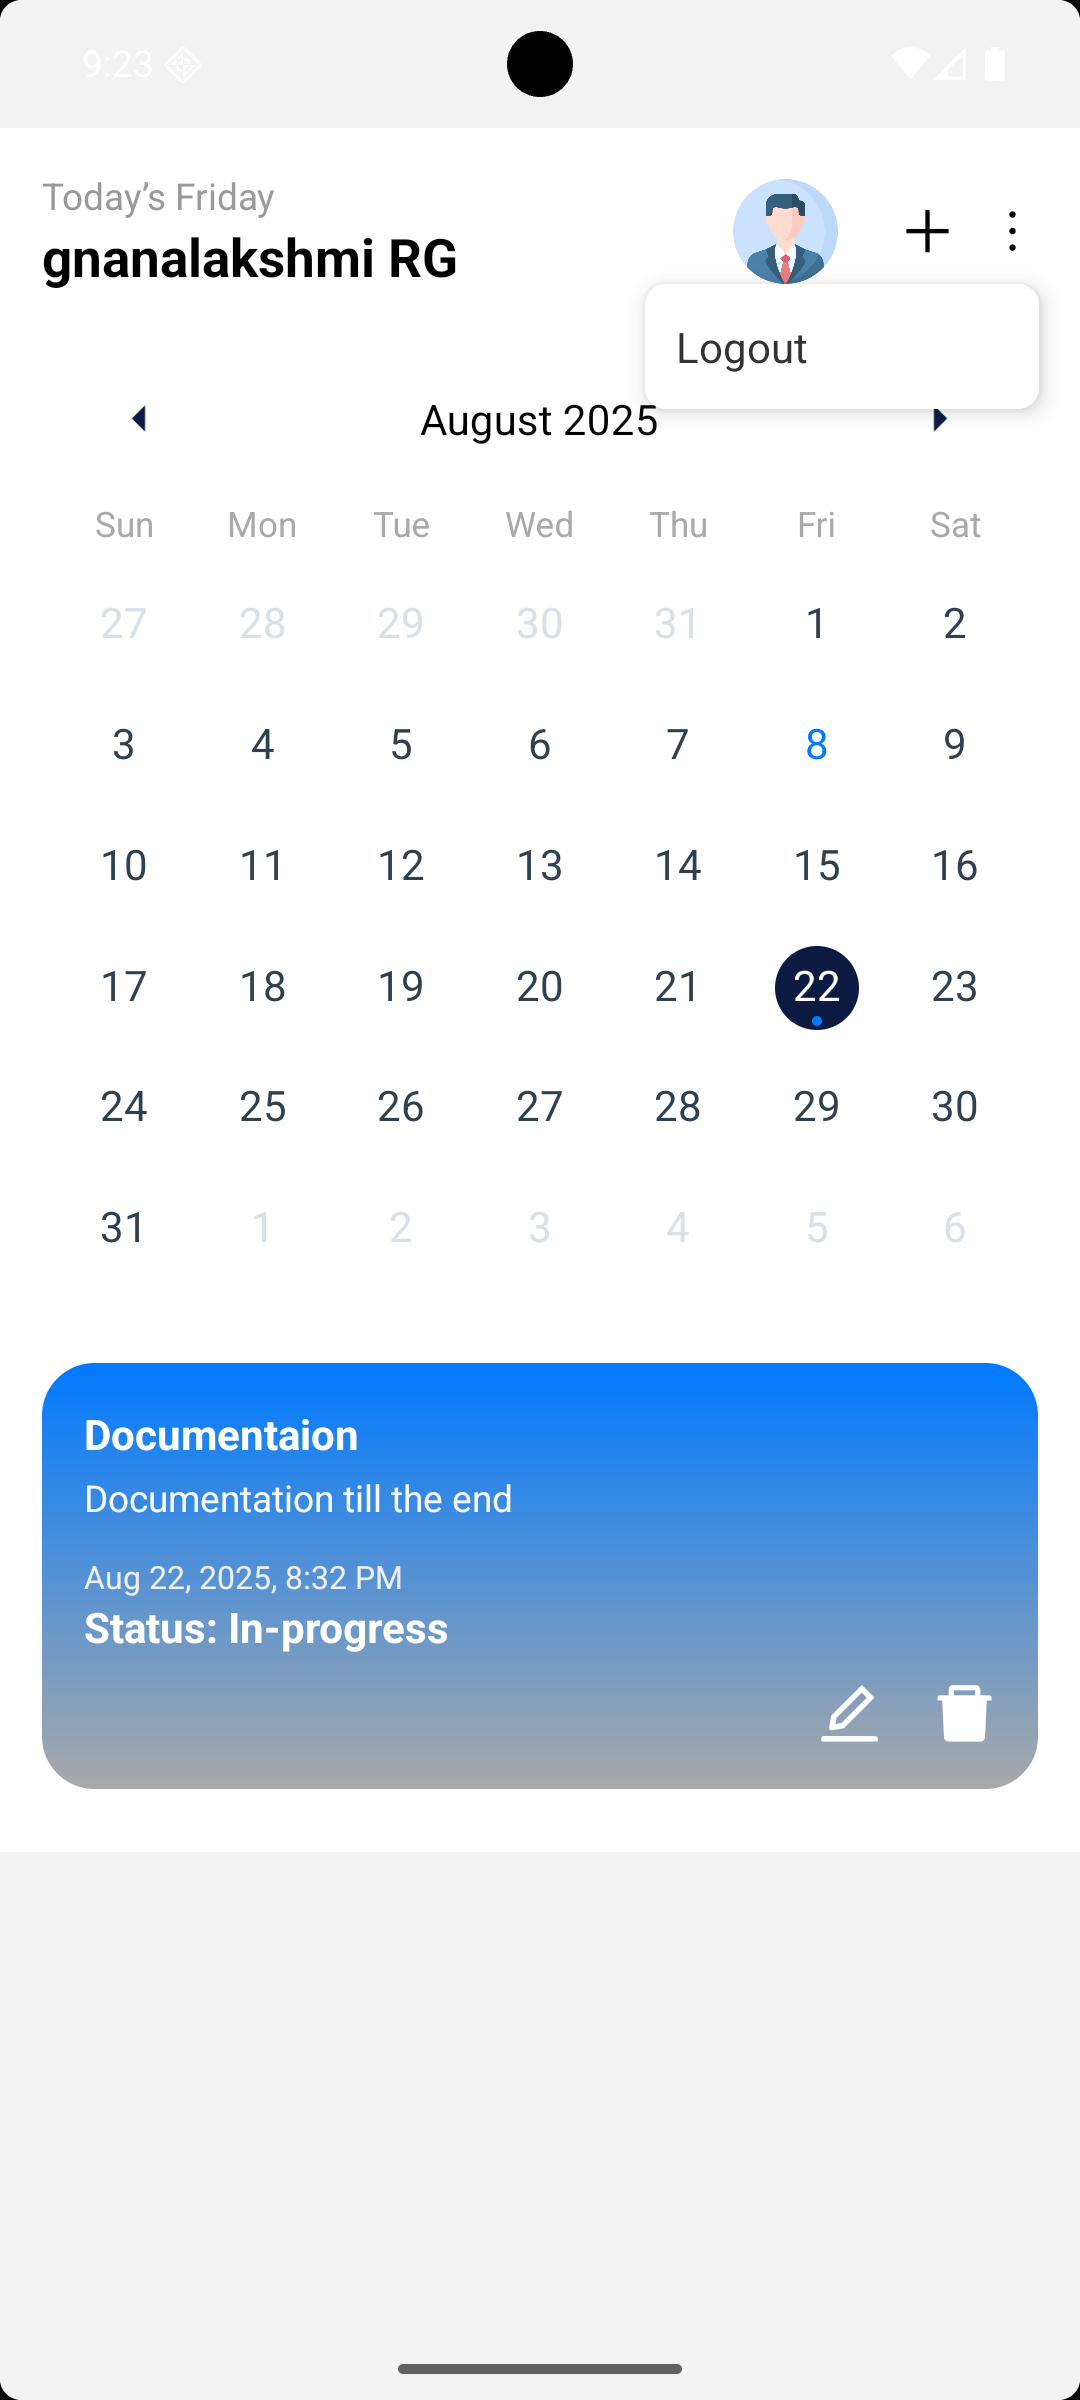 9:23
Today’s Friday
gnanalakshmi RG
Logout
August 2025
Sun Mon Tue Wed Thu Fri Sat
27 28 29 30 31 1 2
3 4 5 6 7 8 9
10 11 12 13 14 15 16
17 18 19 20 21 22 23
24 25 26 27 28 29 30
31 1 2 3 4 5 6
Documentaion
Documentation till the end
Aug 22, 2025, 8:32 PM
Status: In-progress